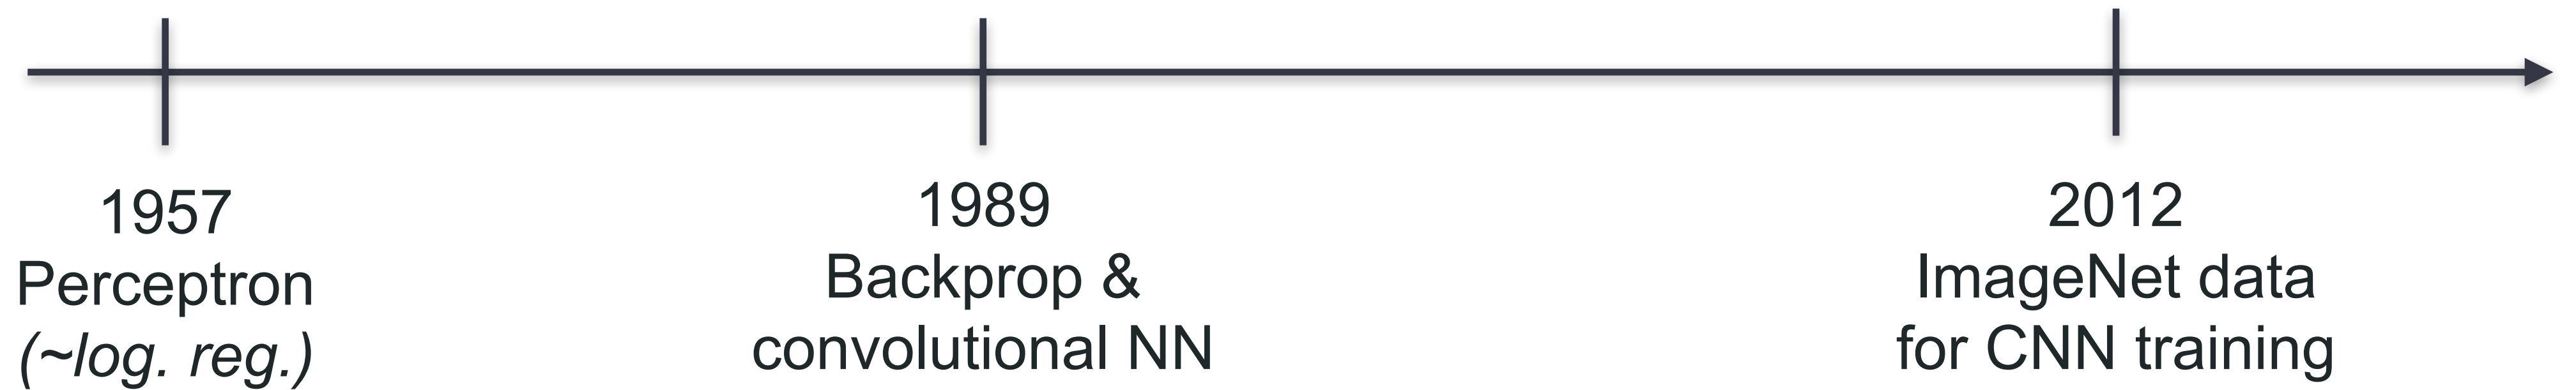 1957
Perceptron
(~log. reg.)
1989
Backprop &
convolutional NN
2012
ImageNet data
for CNN training